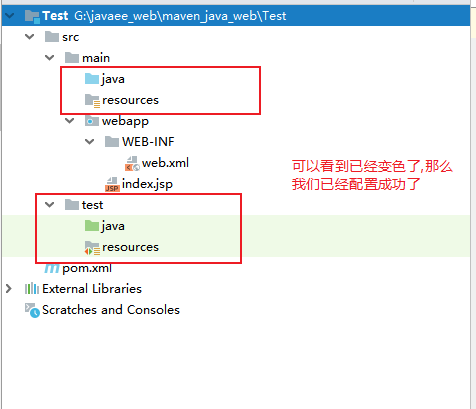 Test G:\javaee_web\maven_java_web\Test
src
main
java
resources
webapp
WEB-INF
web.xml
index.jsp
可以看到已经变色了,那么
我们已经配置成功了
test
java
resources
pom.xml
External Libraries
Scratches and Consoles